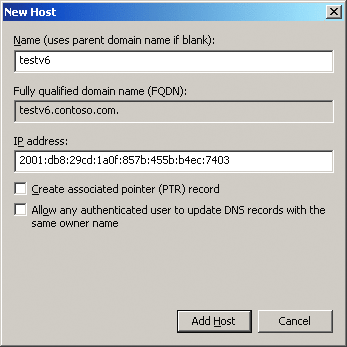 New Host
Name (uses parent domain name if blank):
testv6
Fully qualified domain name (FQDN):
testv6.contoso.com.
IP address:
2001:db8:29cd:1a0f:857b:455b:b4ec:7403
Create associated pointer (PTR) record
Allow any authenticated user to update DNS records with the
same owner name
Add Host
Cancel